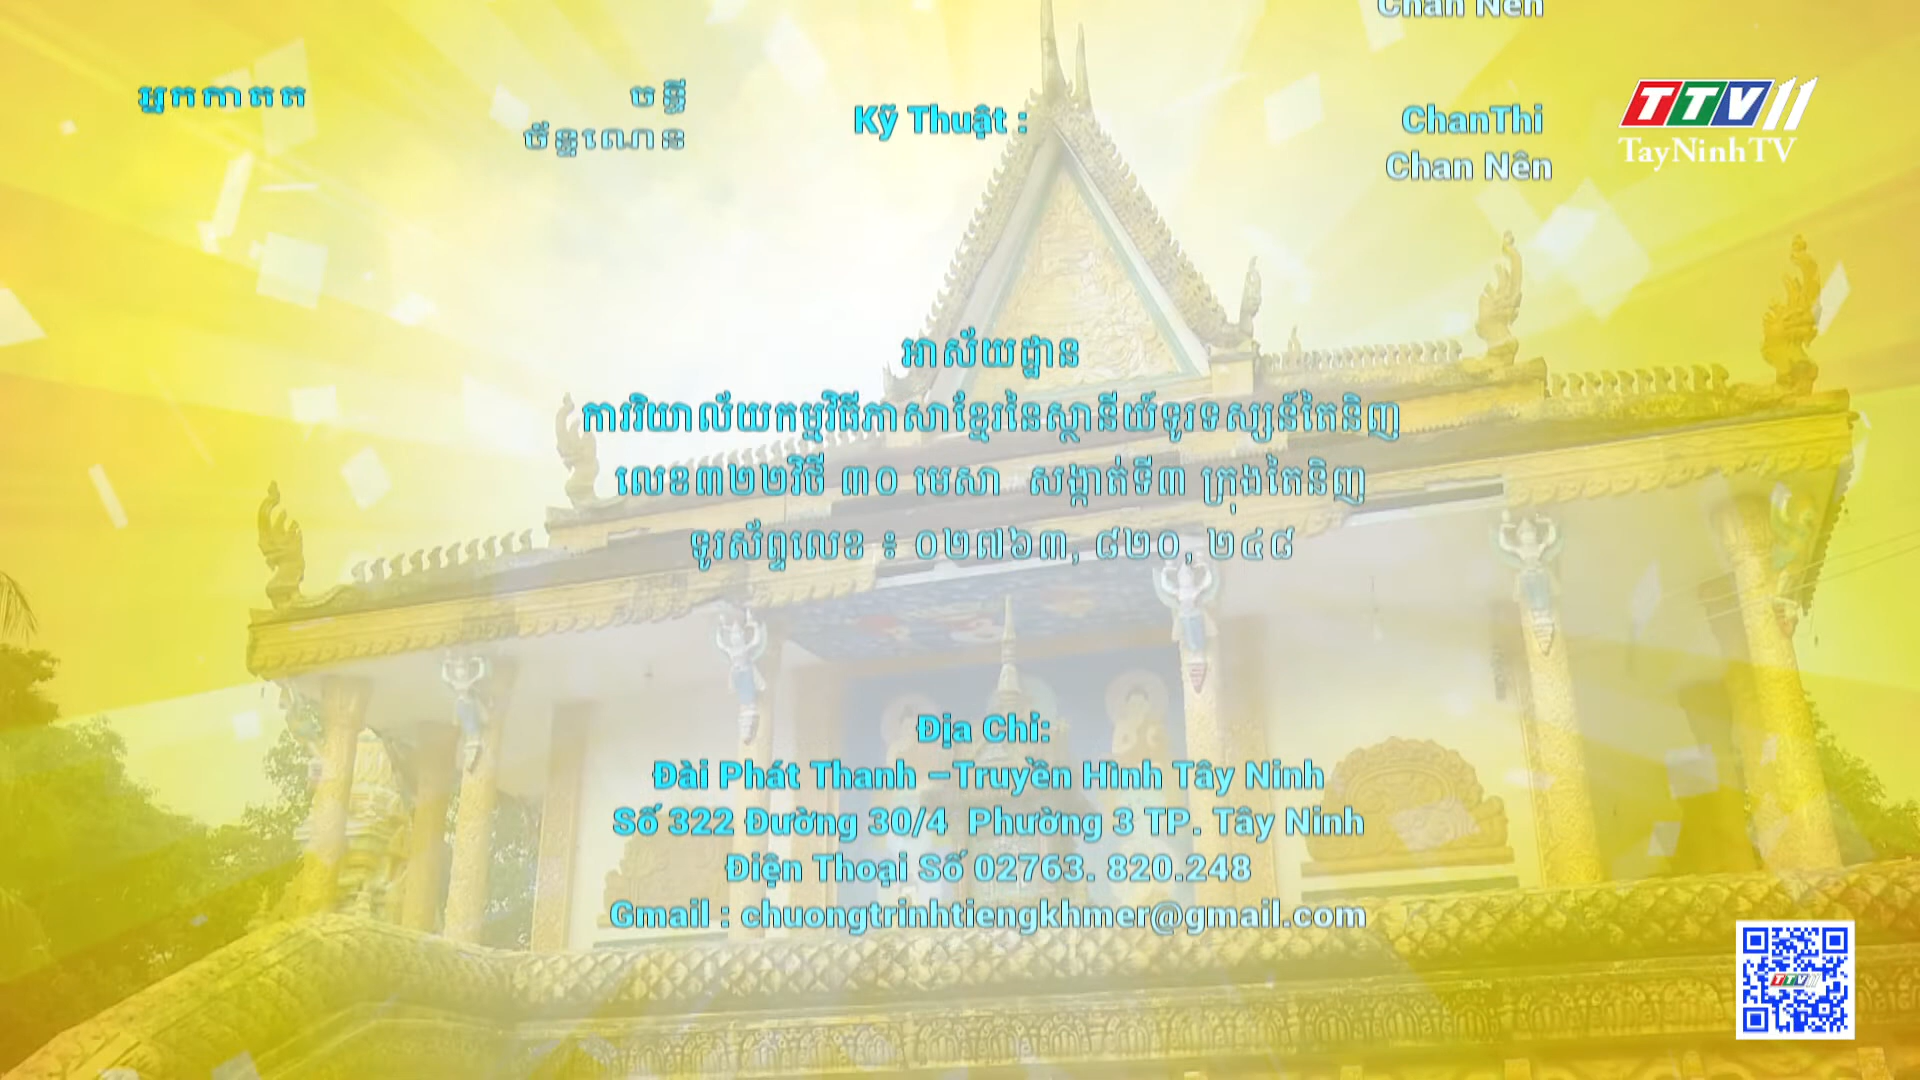 Chan Nên
អ្នកកាតត ចន្ធី Kỹ Thuật : ChanThi
ច័ន្ទណេន Chan Nên
TTV11
TayNinhTV
អាស័យដ្ឋាន
ការិយាល័យកម្មវិធីភាសាខ្មែរនៃស្ថានីយ៍ទូរទស្សន៍តៃនិញ
លេខ៣២២វិថី ៣០ មេសា សង្កាត់ទី៣ ក្រុងតៃនិញ
ទូរស័ព្ទលេខ ៖ ០២៧៦៣, ៨២០, ២៤៨
Địa Chỉ:
Đài Phát Thanh –Truyền Hình Tây Ninh
Số 322 Đường 30/4 Phường 3 TP. Tây Ninh
Điện Thoại Số 02763. 820.248
Gmail : chuongtrinhtiengkhmer@gmail.com
TTV11